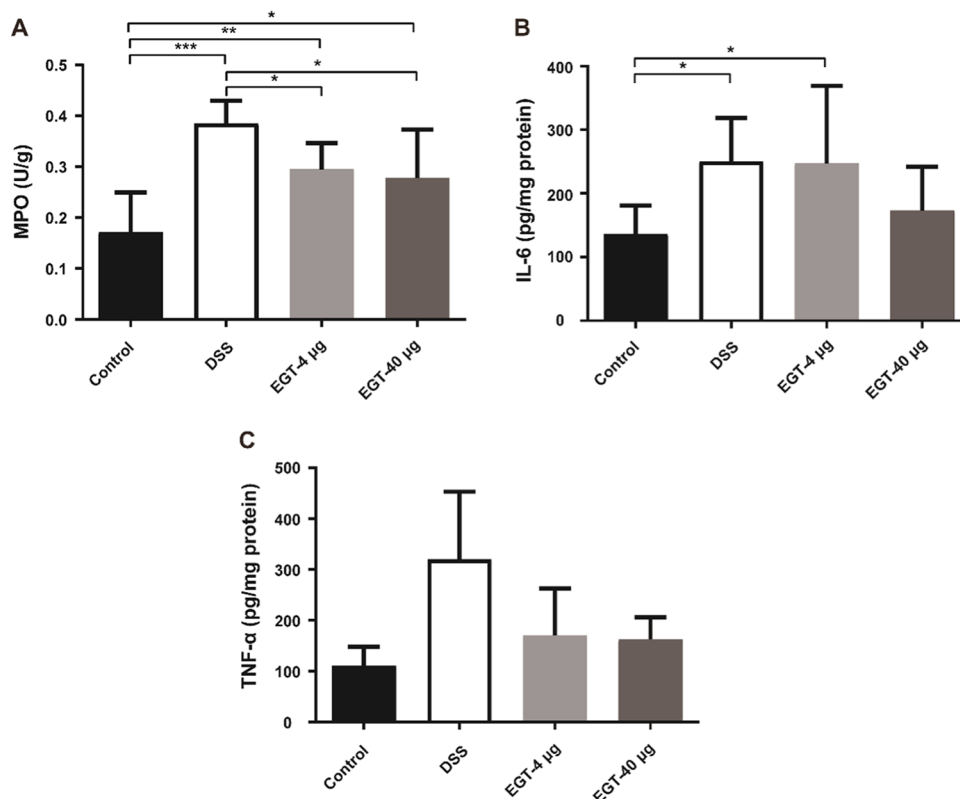 A
MPO (U/g)
0.5
0.4
0.3
0.2
0.1
0.0
*
**
***
*
*
Control
DSS
EGT-4 µg
EGT-40 µg
B
IL-6 (pg/mg protein)
400
300
200
100
0
*
*
Control
DSS
EGT-4 µg
EGT-40 µg
C
TNF-α (pg/mg protein)
500
400
300
200
100
0
Control
DSS
EGT-4 µg
EGT-40 µg